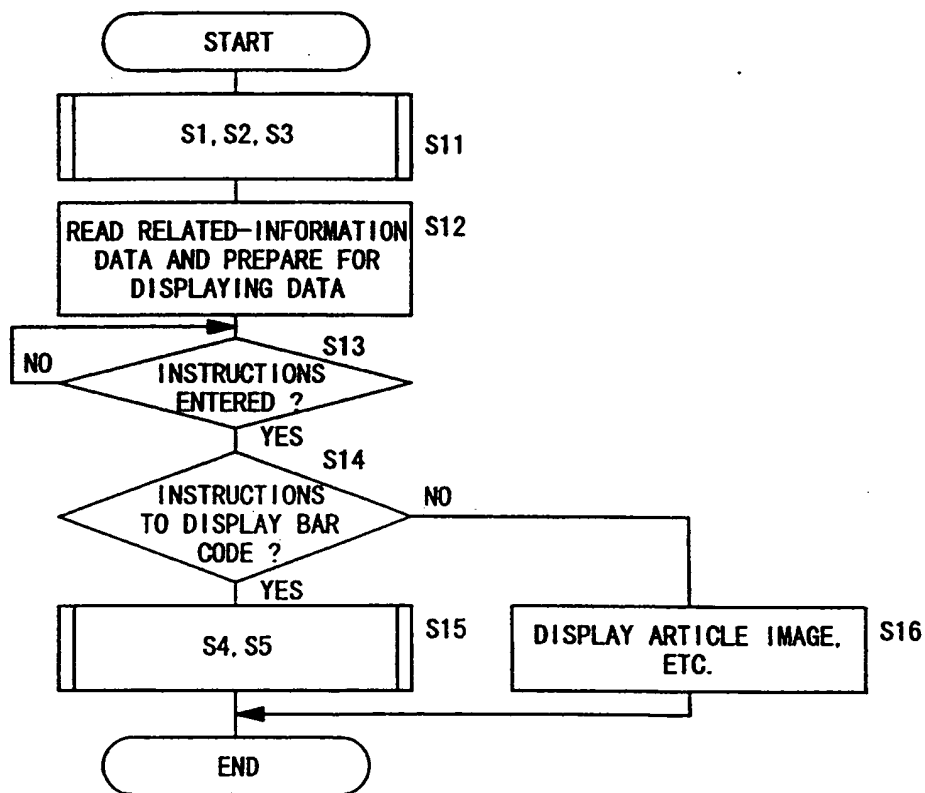 START
S1, S2, S3
S11
READ RELATED-INFORMATION
DATA AND PREPARE FOR
DISPLAYING DATA
S12
S13
NO
INSTRUCTIONS
ENTERED ?
YES
S14
INSTRUCTIONS
TO DISPLAY BAR
CODE ?
NO
YES
S4, S5
S15
DISPLAY ARTICLE IMAGE,
ETC.
S16
END